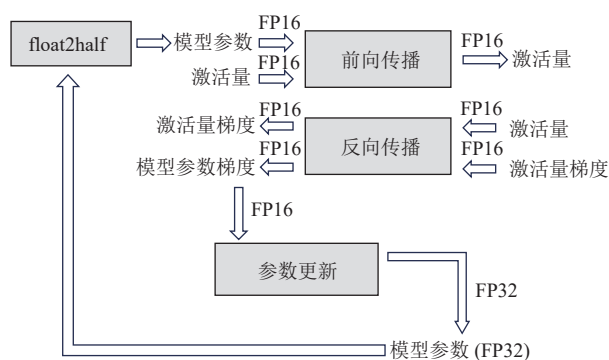 FP16
FP16
float2half
模型参数
前向传播
激活量
FP16
激活量
FP16
FP16
激活量梯度
反向传播
激活量
FP16
FP16
模型参数梯度
激活量梯度
FP16
参数更新
FP32
模型参数 (FP32)